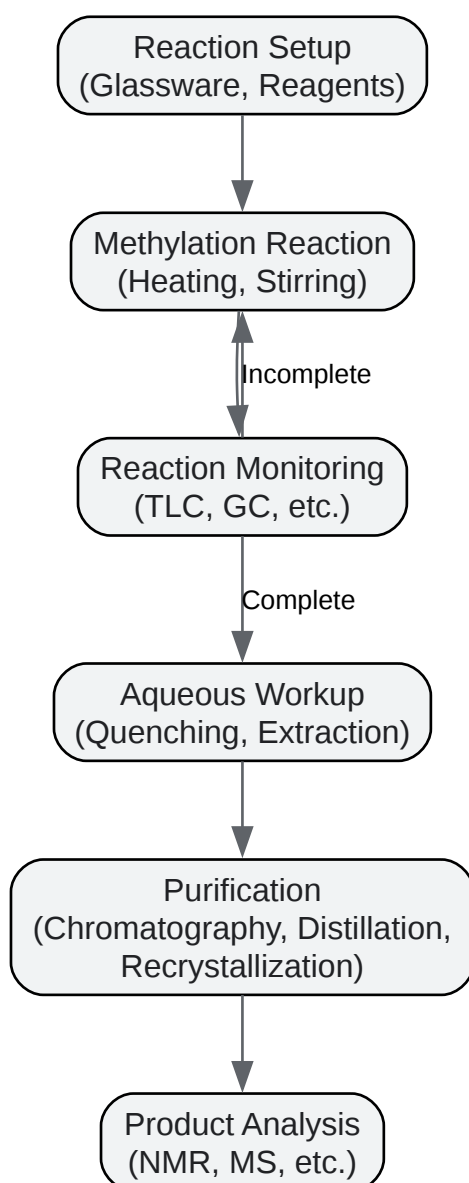 Reaction Setup
(Glassware, Reagents)
Methylation Reaction
(Heating, Stirring)
Incomplete
Reaction Monitoring
(TLC, GC, etc.)
Complete
Aqueous Workup
(Quenching, Extraction)
Purification
(Chromatography, Distillation,
Recrystallization)
Product Analysis
(NMR, MS, etc.)